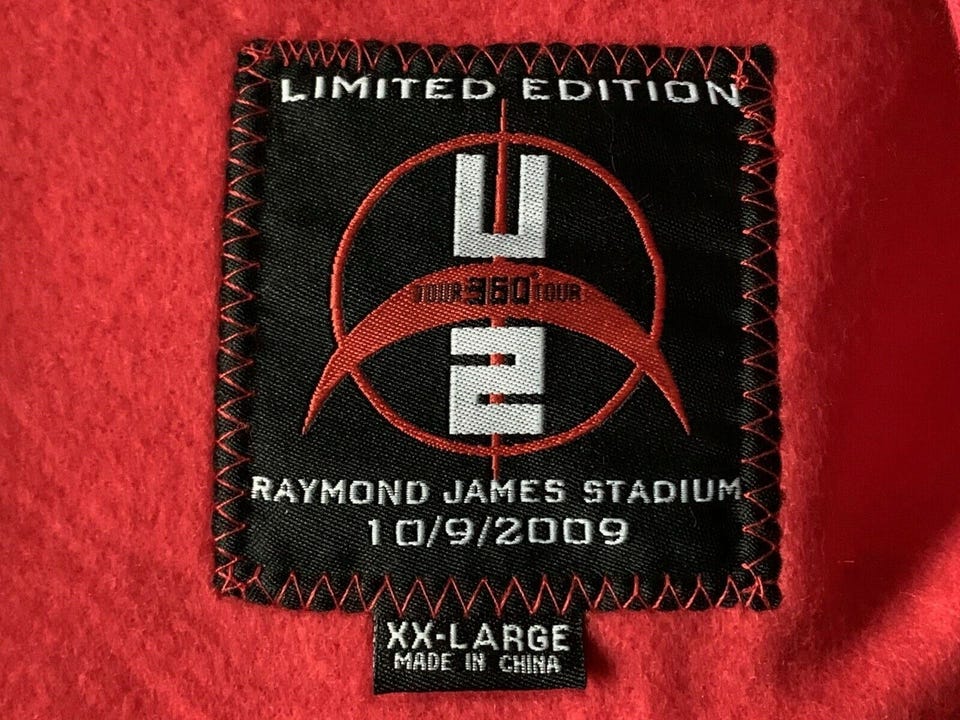 LIMITED EDITION
U
TOUR 360° TOUR
2
RAYMOND JAMES STADIUM
10/9/2009
XX-LARGE
MADE IN CHINA